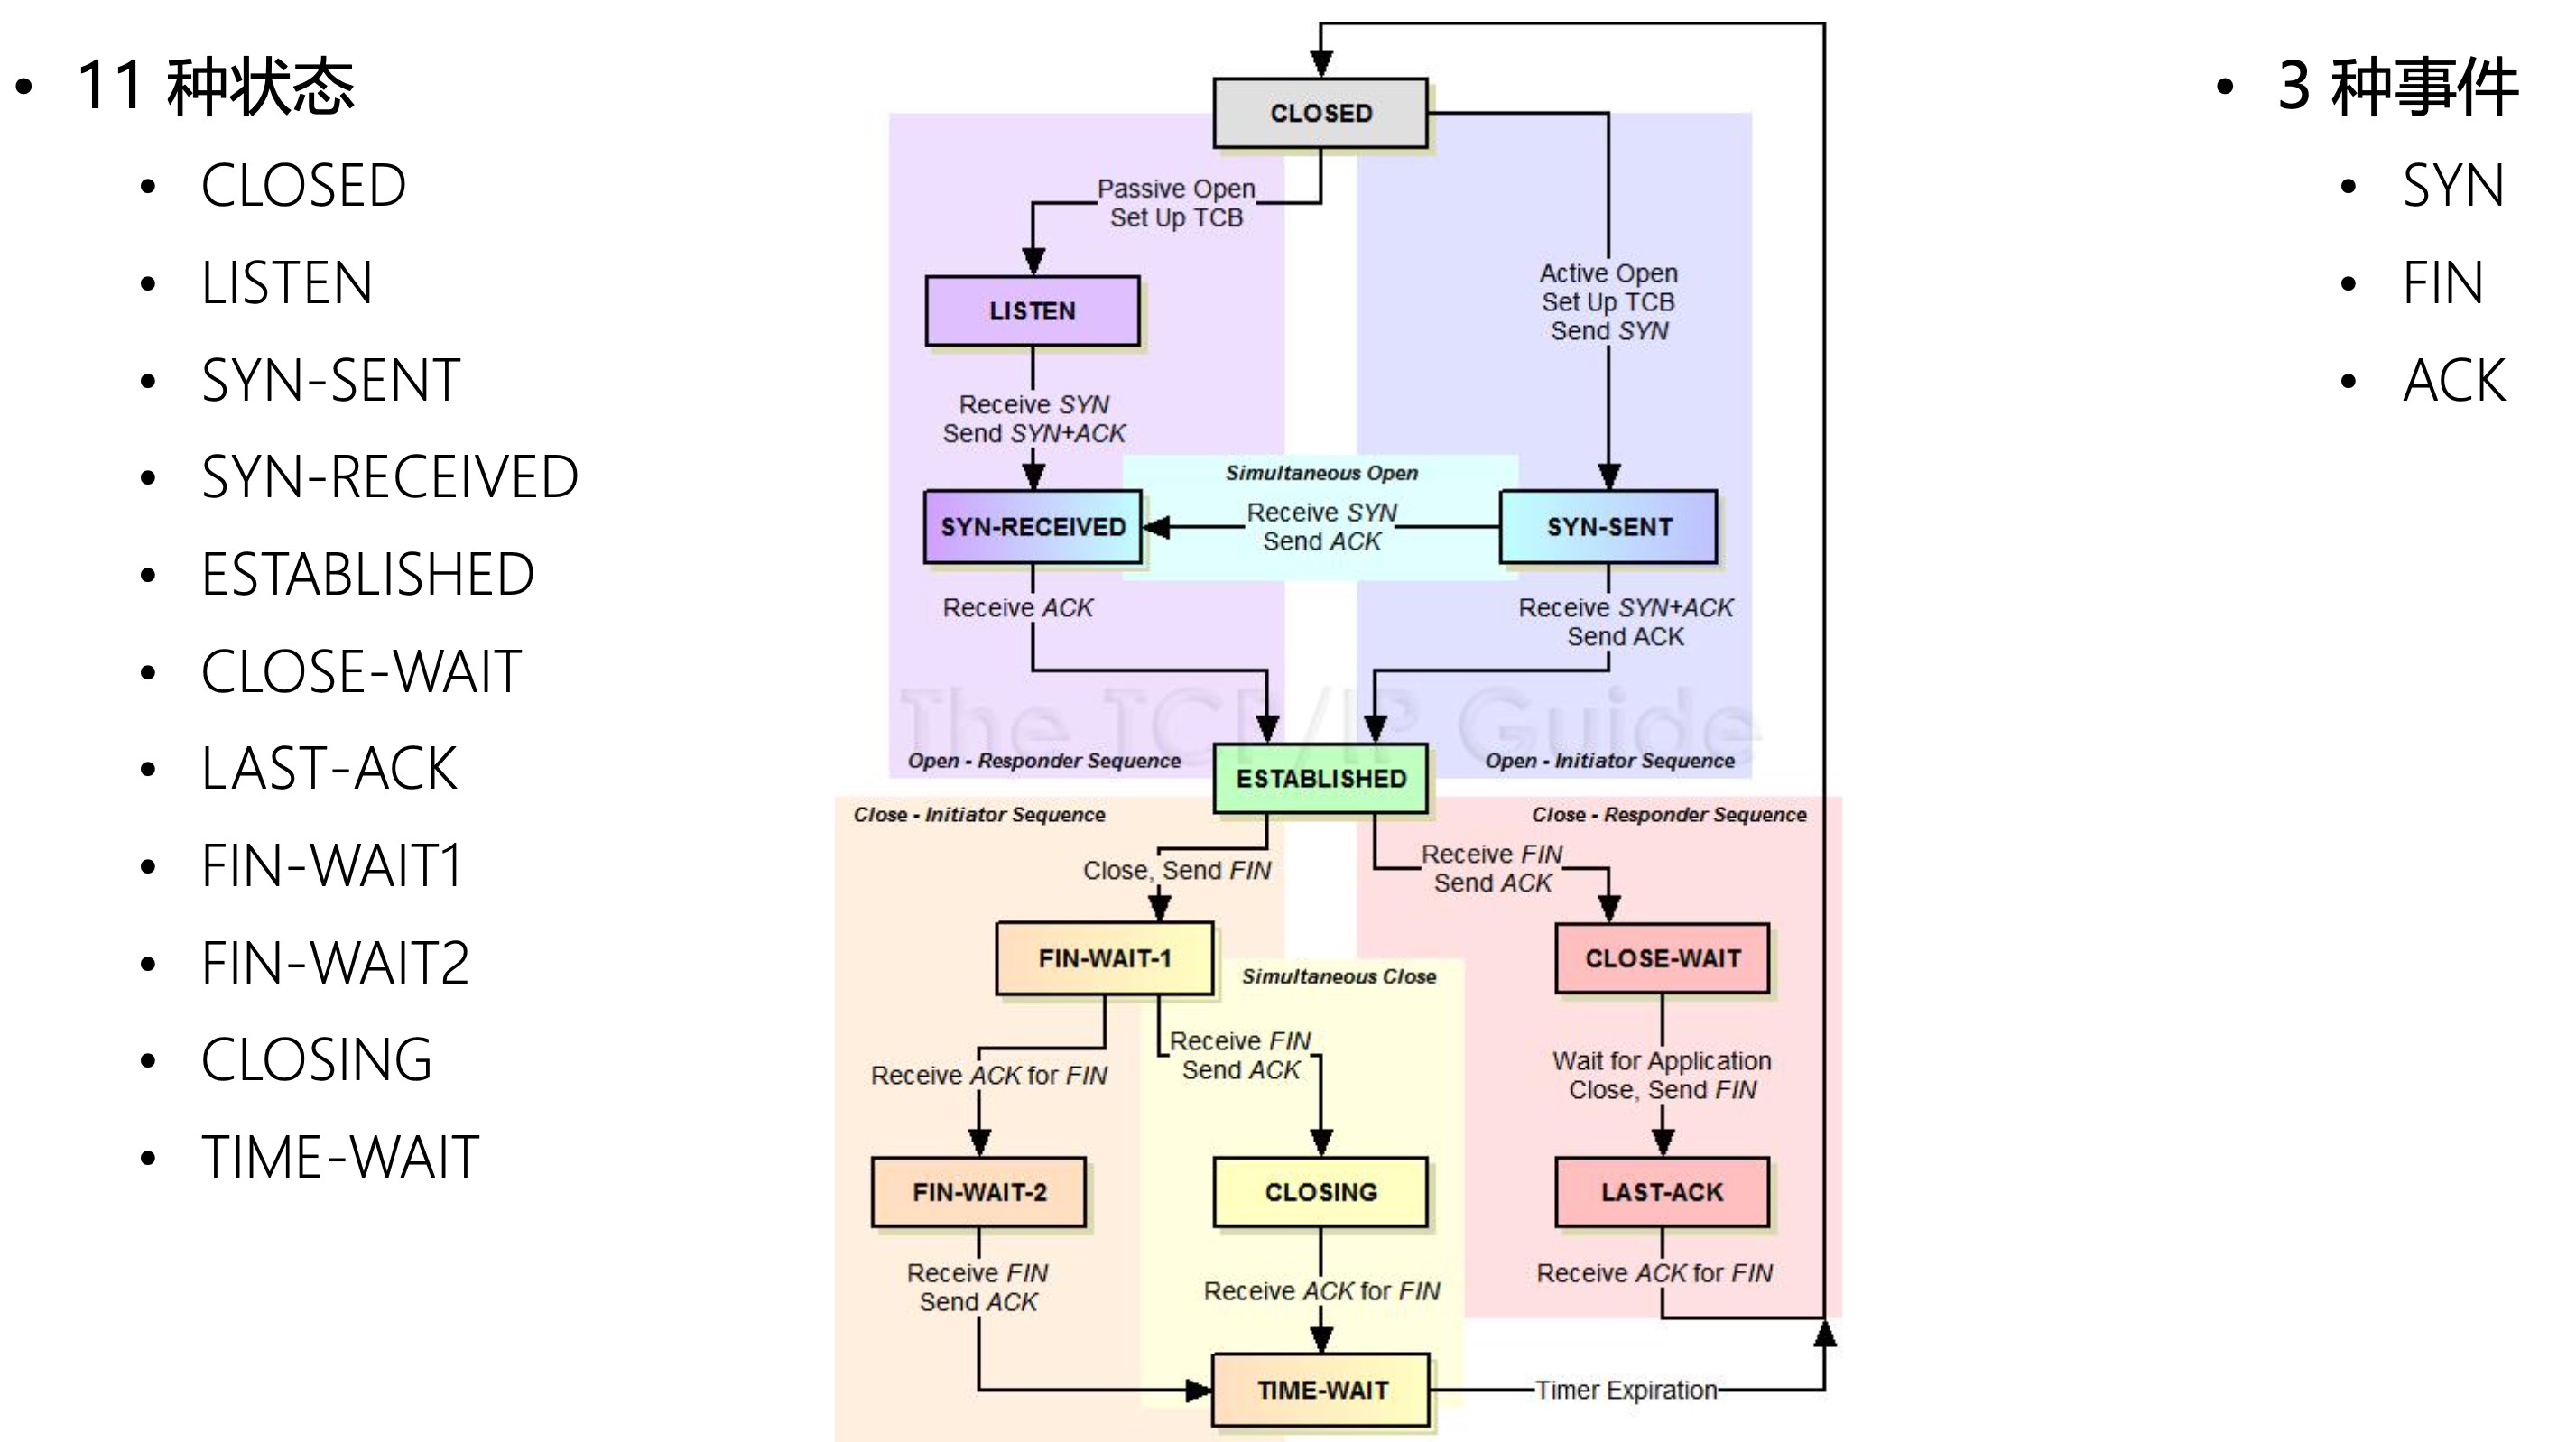 • 11 种状态
• CLOSED
• LISTEN
• SYN-SENT
• SYN-RECEIVED
• ESTABLISHED
• CLOSE-WAIT
• LAST-ACK
• FIN-WAIT1
• FIN-WAIT2
• CLOSING
• TIME-WAIT
CLOSED
Passive Open
Set Up TCB
LISTEN
Active Open
Set Up TCB
Send SYN
Receive SYN
Send SYN+ACK
Simultaneous Open
SYN-RECEIVED
Receive SYN
Send ACK
SYN-SENT
Receive ACK
Receive SYN+ACK
Send ACK
The TCP/IP Guide
Open - Responder Sequence
ESTABLISHED
Open - Initiator Sequence
Close - Initiator Sequence
Close - Responder Sequence
Close, Send FIN
Receive FIN
Send ACK
FIN-WAIT-1
Simultaneous Close
CLOSE-WAIT
Receive ACK for FIN
Receive FIN
Send ACK
Wait for Application
Close, Send FIN
FIN-WAIT-2
CLOSING
LAST-ACK
Receive FIN
Send ACK
Receive ACK for FIN
Receive ACK for FIN
TIME-WAIT
Timer Expiration
• 3 种事件
• SYN
• FIN
• ACK